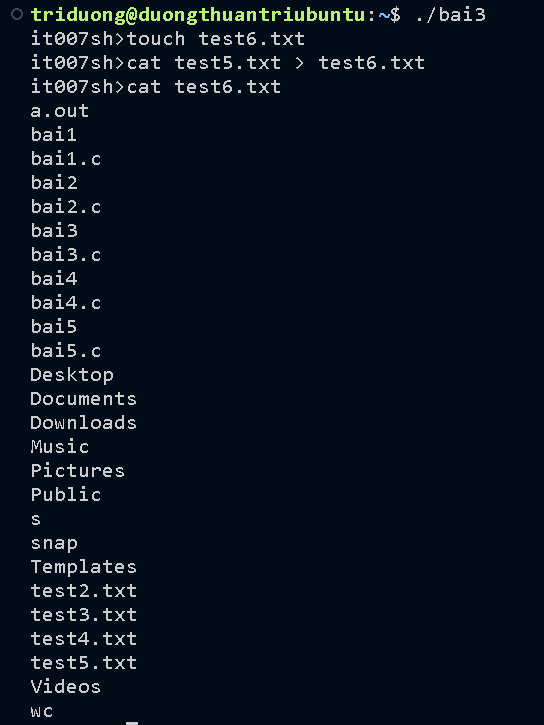 triduong@duongthuantriubuntu:~$ ./bai3
it007sh>touch test6.txt
it007sh>cat test5.txt > test6.txt
it007sh>cat test6.txt
a.out
bai1
bai1.c
bai2
bai2.c
bai3
bai3.c
bai4
bai4.c
bai5
bai5.c
Desktop
Documents
Downloads
Music
Pictures
Public
s
snap
Templates
test2.txt
test3.txt
test4.txt
test5.txt
Videos
wc